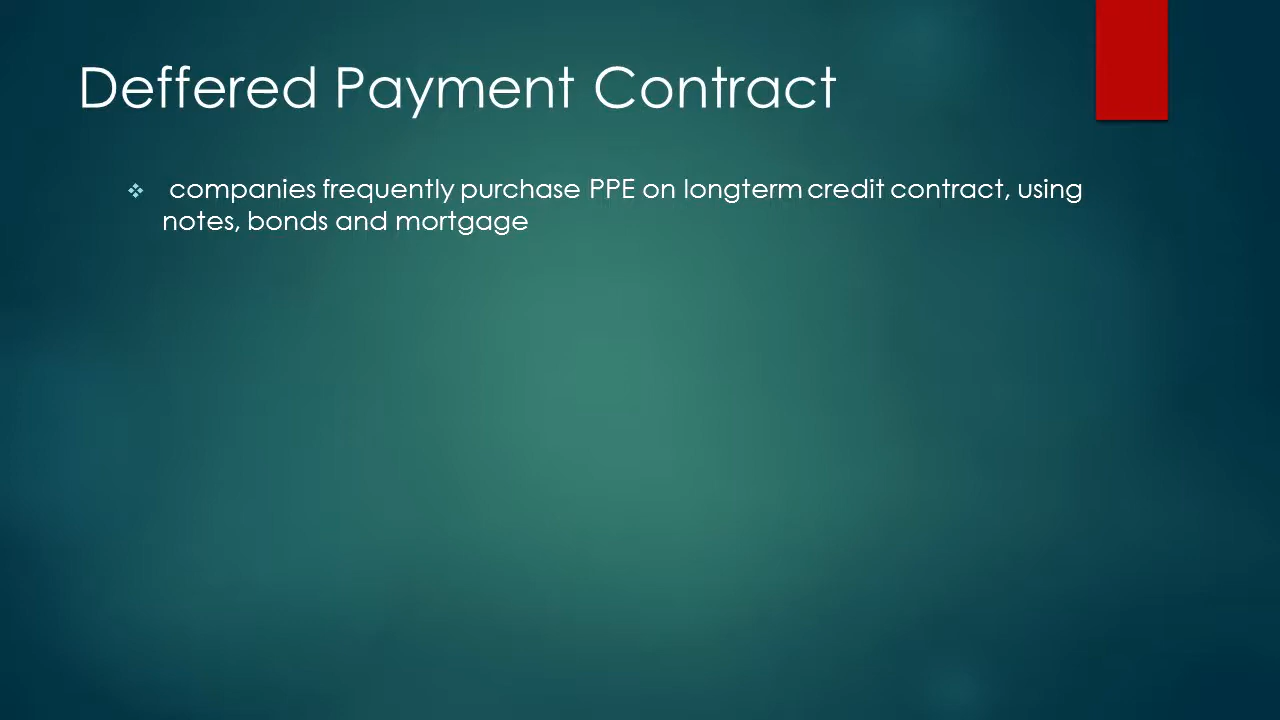 Deffered Payment Contract
companies frequently purchase PPE on longterm credit contract, using
notes, bonds and mortgage